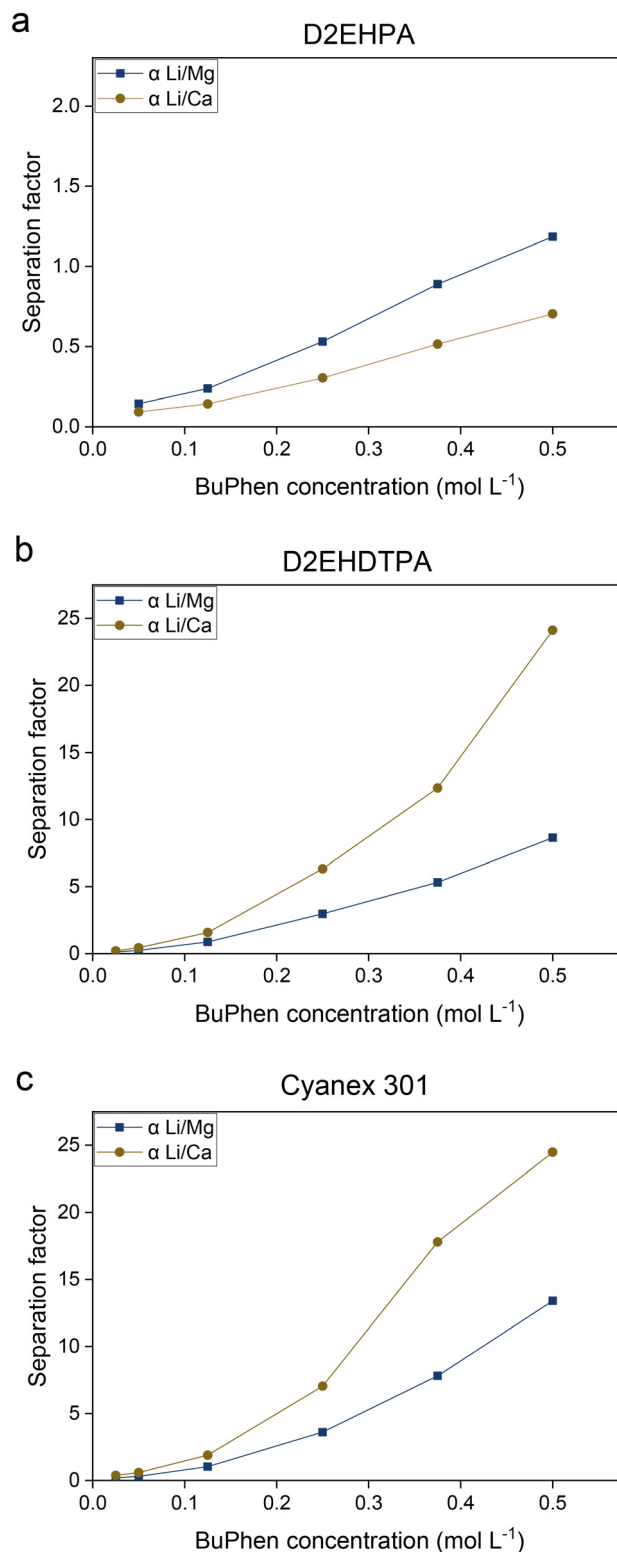 a
D2EHPA
α Li/Mg
α Li/Ca
2.0
1.5
1.0
0.5
0.0
Separation factor
0.0 0.1 0.2 0.3 0.4 0.5
BuPhen concentration (mol L⁻¹)
b
D2EHDTPA
α Li/Mg
α Li/Ca
25
20
15
10
5
0
Separation factor
0.0 0.1 0.2 0.3 0.4 0.5
BuPhen concentration (mol L⁻¹)
c
Cyanex 301
α Li/Mg
α Li/Ca
25
20
15
10
5
0
Separation factor
0.0 0.1 0.2 0.3 0.4 0.5
BuPhen concentration (mol L⁻¹)